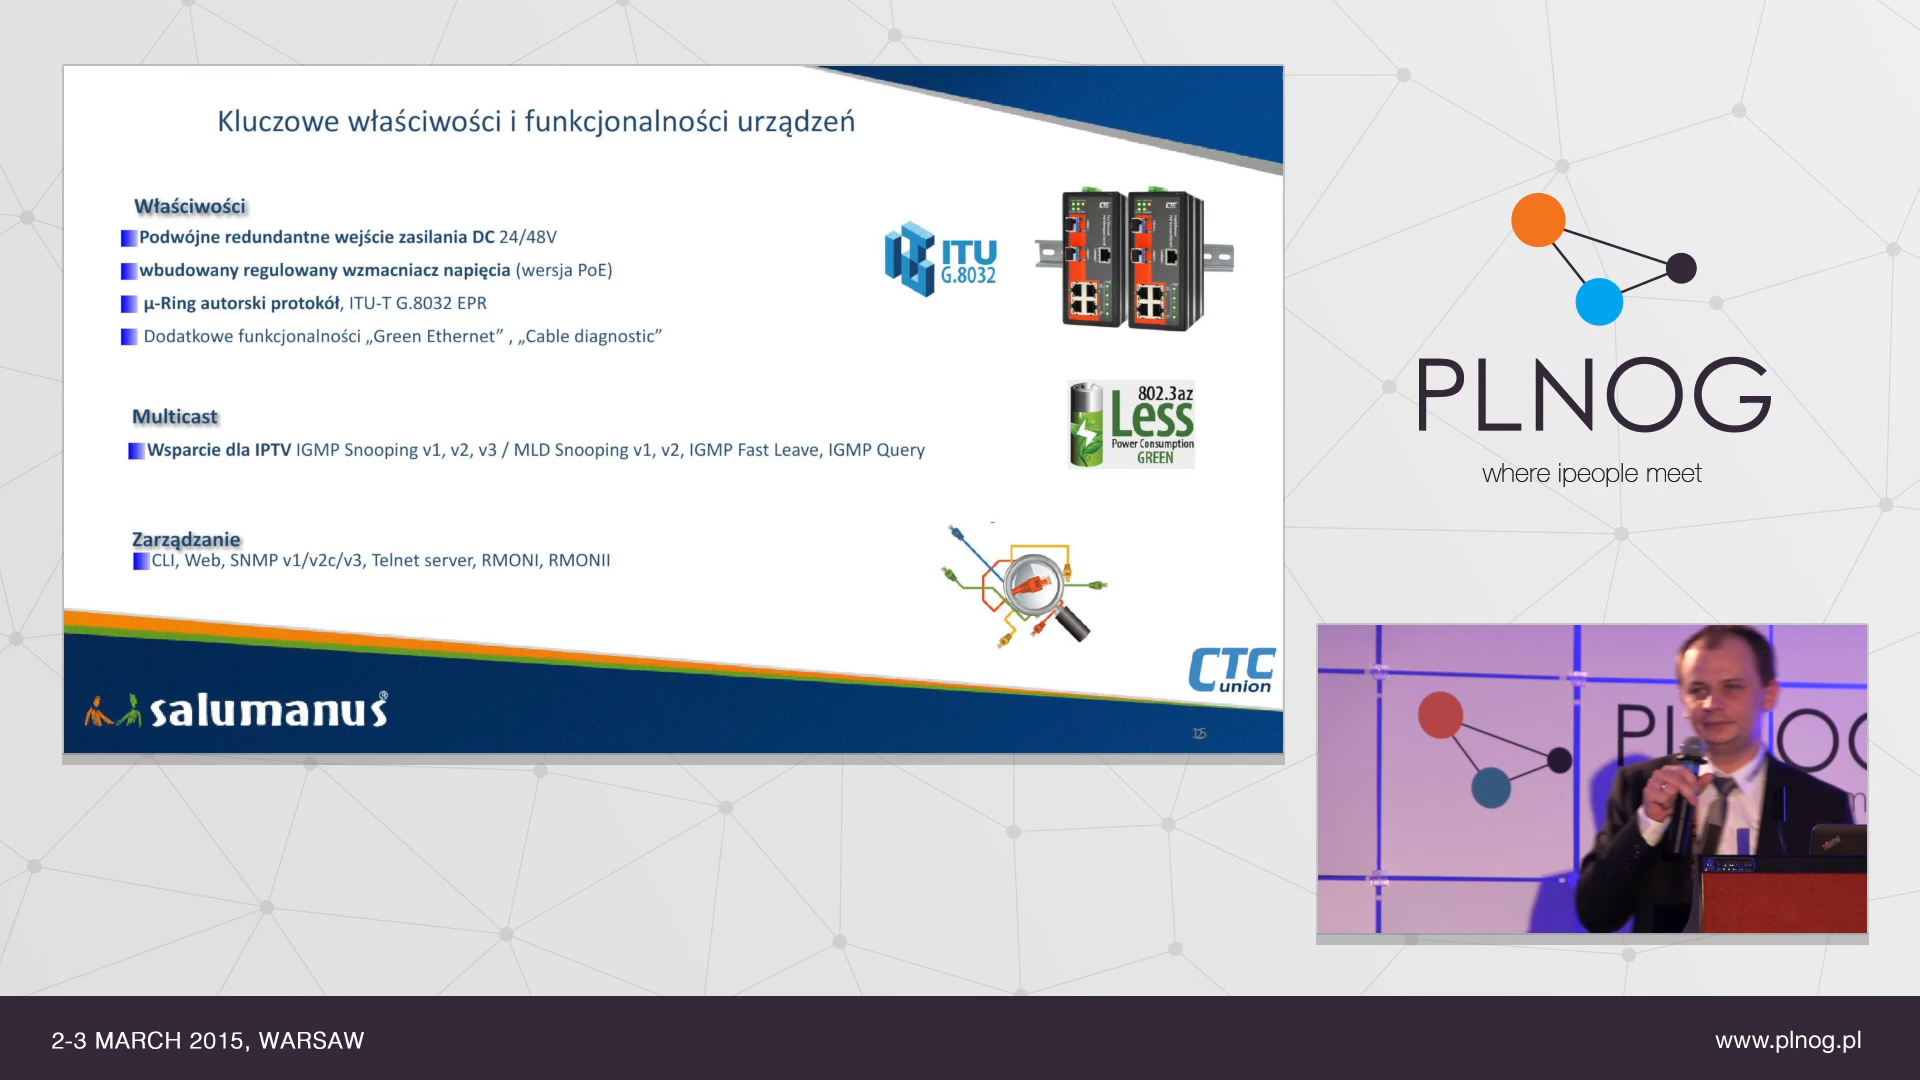 Kluczowe właściwości i funkcjonalności urządzeń
Właściwości
Podwójne redundantne wejście zasilania DC 24/48V
wbudowany regulowany wzmacniacz napięcia (wersja PoE)
µ-Ring autorski protokół, ITU-T G.8032 EPR
Dodatkowe funkcjonalności „Green Ethernet” , „Cable diagnostic”
ITU
G.8032
CTC
CTC
Multicast
Wsparcie dla IPTV IGMP Snooping v1, v2, v3 / MLD Snooping v1, v2, IGMP Fast Leave, IGMP Query
802.3az
Less
Power Consumption
GREEN
Zarządzanie
CLI, Web, SNMP v1/v2c/v3, Telnet server, RMONI, RMONII
CTC
union
salumanus®
PLNOG
where ipeople meet
2-3 MARCH 2015, WARSAW
www.plnog.pl